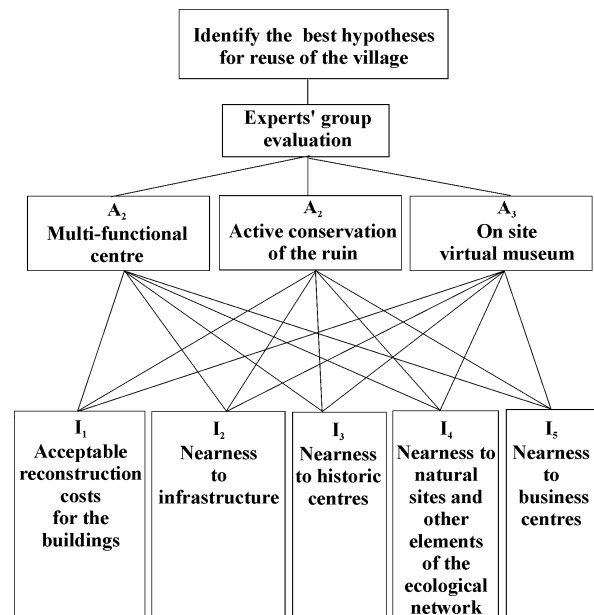 Identify the best hypotheses
for reuse of the village
Experts' group
evaluation
A2
Multi-functional
centre
A2
Active conservation
of the ruin
A3
On site
virtual museum
I1
Acceptable
reconstruction
costs
for the
buildings
I2
Nearness
to
infrastructure
I3
Nearness
to historic
centres
I4
Nearness to
natural
sites and
other
elements
of the
ecological
network
I5
Nearness
to
business
centres